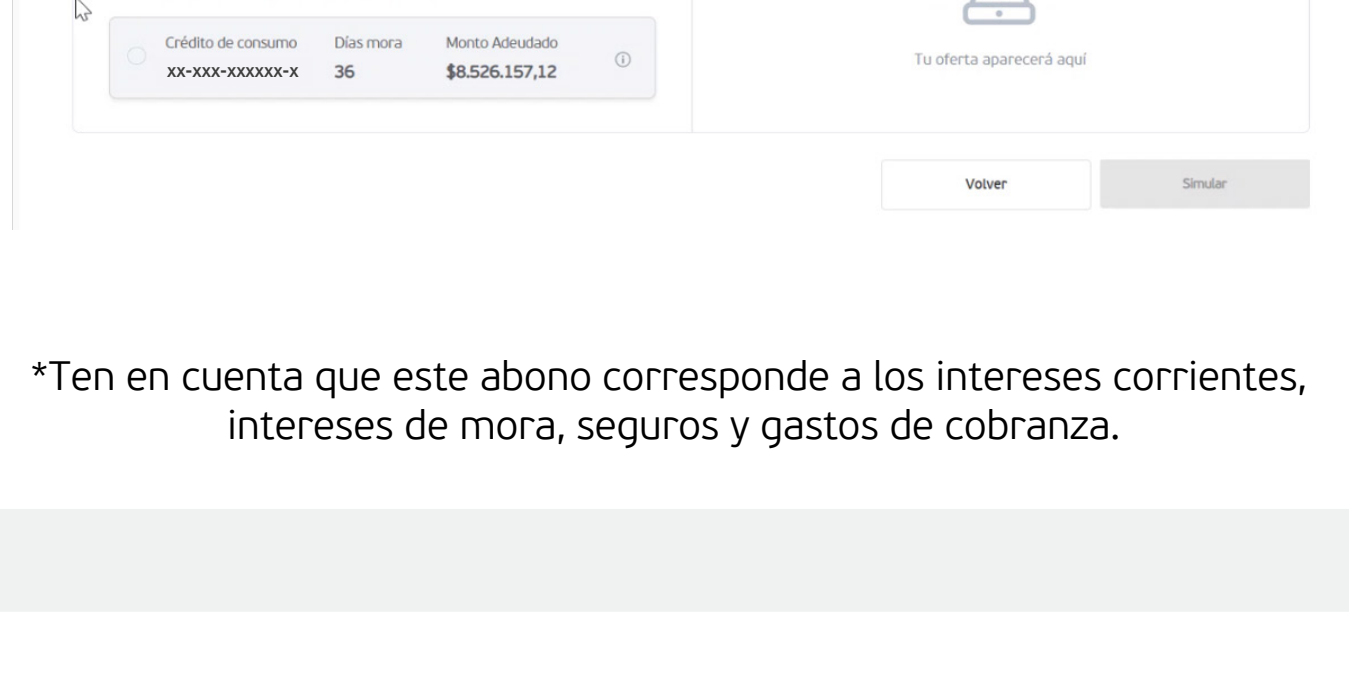 Crédito de consumo Días mora Monto Adeudado
xx-xxx-xxxxxx-x 36 $8.526.157,12
Tu oferta aparecerá aquí
Volver Simular
*Ten en cuenta que este abono corresponde a los intereses corrientes,
intereses de mora, seguros y gastos de cobranza.